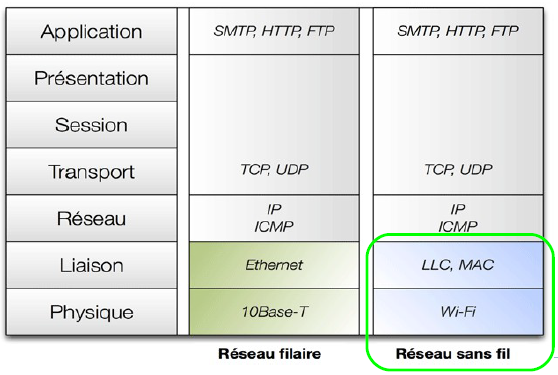 Application SMTP, HTTP, FTP SMTP, HTTP, FTP
Présentation
Session
Transport TCP, UDP TCP, UDP
Réseau IP IP
ICMP ICMP
Liaison Ethernet LLC, MAC
Physique 10Base-T Wi-Fi
Réseau filaire Réseau sans fil